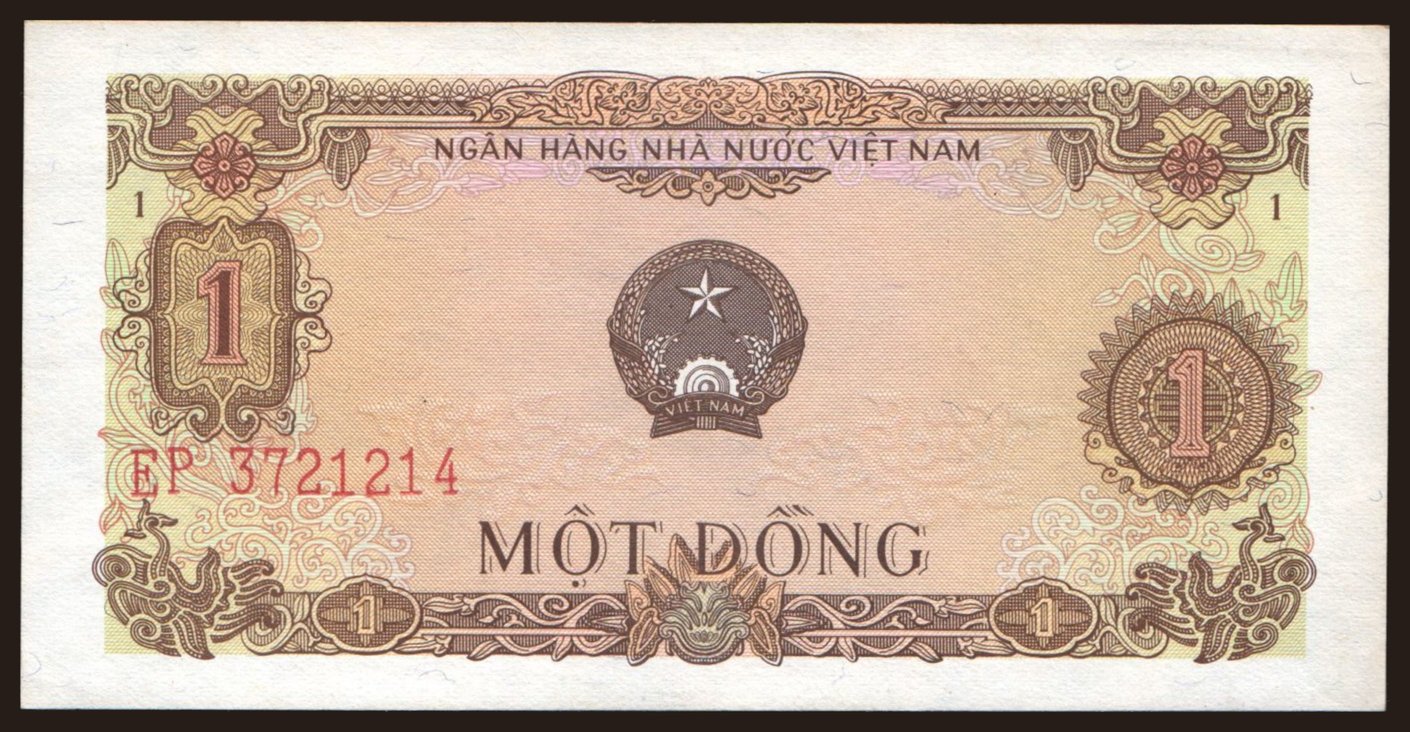 NGÂN HÀNG NHÀ NƯỚC VIỆT NAM
1
1
1
VIỆT NAM
1
EP 3721214
MỘT ĐỒNG
1
1